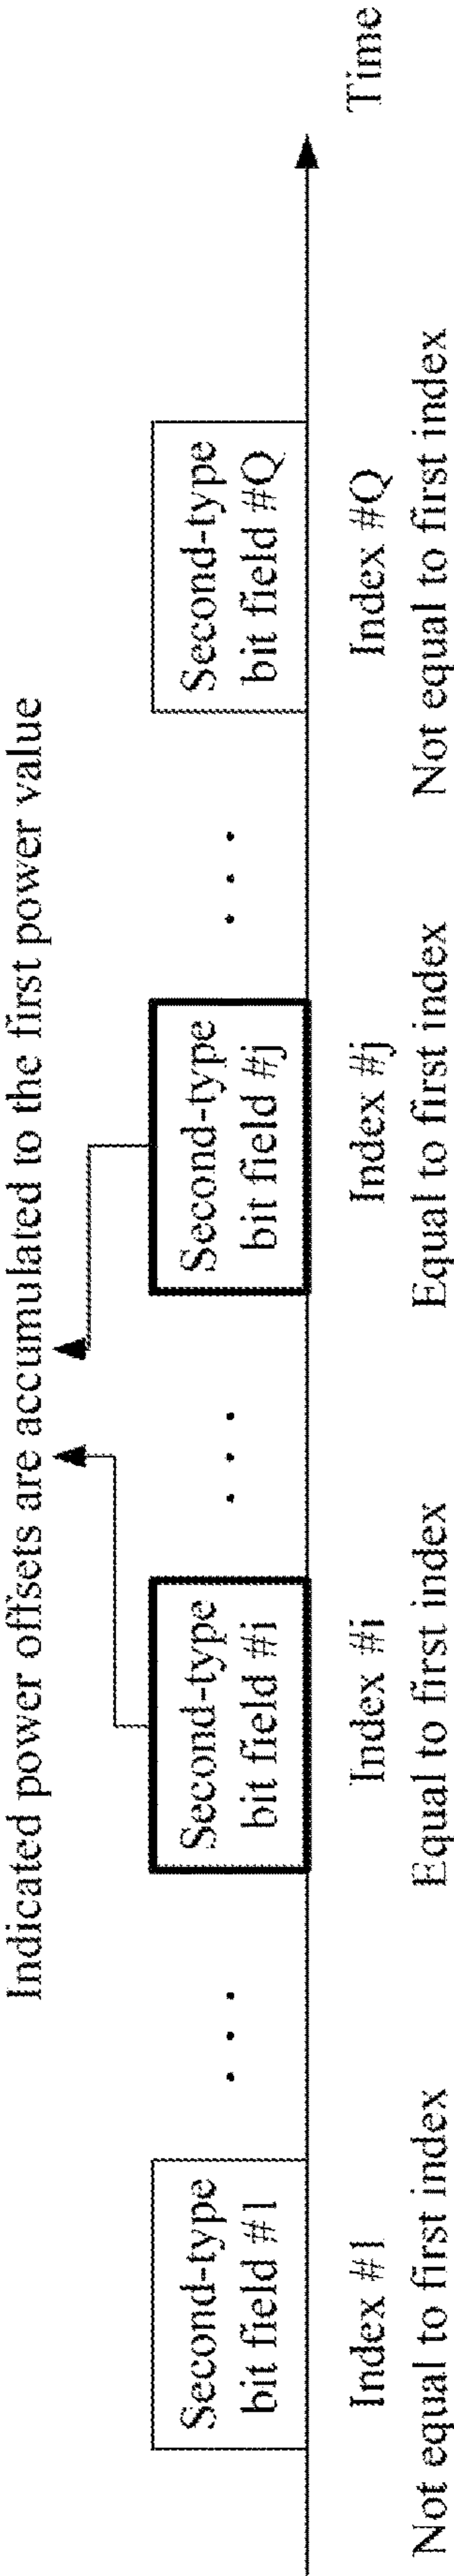 Indicated power offsets are accumulated to the first power value
Second-type
bit field #1
. . .
Second-type
bit field #i
. . .
Second-type
bit field #j
. . .
Second-type
bit field #Q
Time
Index #1
Not equal to first index
Index #i
Equal to first index
Index #j
Equal to first index
Index #Q
Not equal to first index